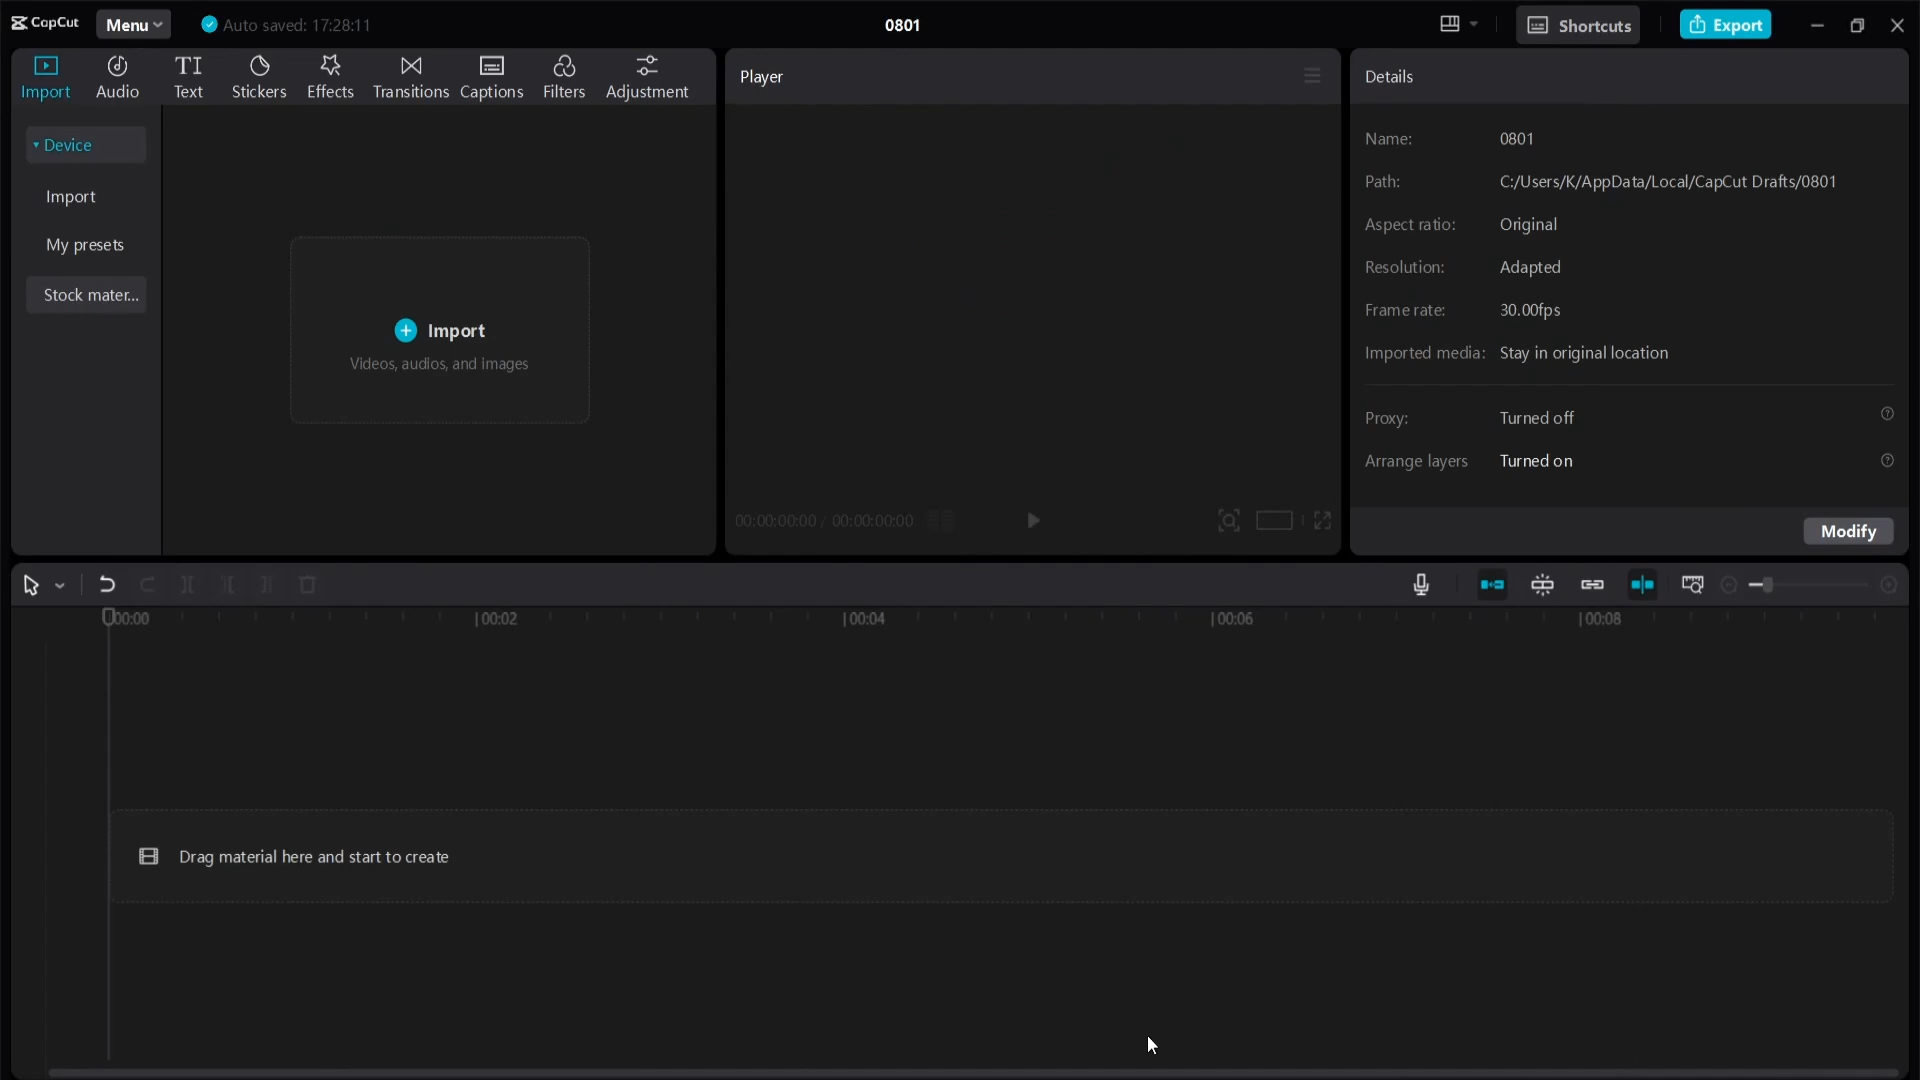 CapCut Menu Auto saved: 17:28:11 0801 Shortcuts Export
Import Audio Text Stickers Effects Transitions Captions Filters Adjustment
Device
Import
My presets
Stock mater...
Import
Videos, audios, and images
Player
00:00:00:00 / 00:00:00:00
Details
Name: 0801
Path: C:/Users/K/AppData/Local/CapCut Drafts/0801
Aspect ratio: Original
Resolution: Adapted
Frame rate: 30.00fps
Imported media: Stay in original location
Proxy: Turned off
Arrange layers Turned on
Modify
00:00 00:02 00:04 00:06 00:08
Drag material here and start to create